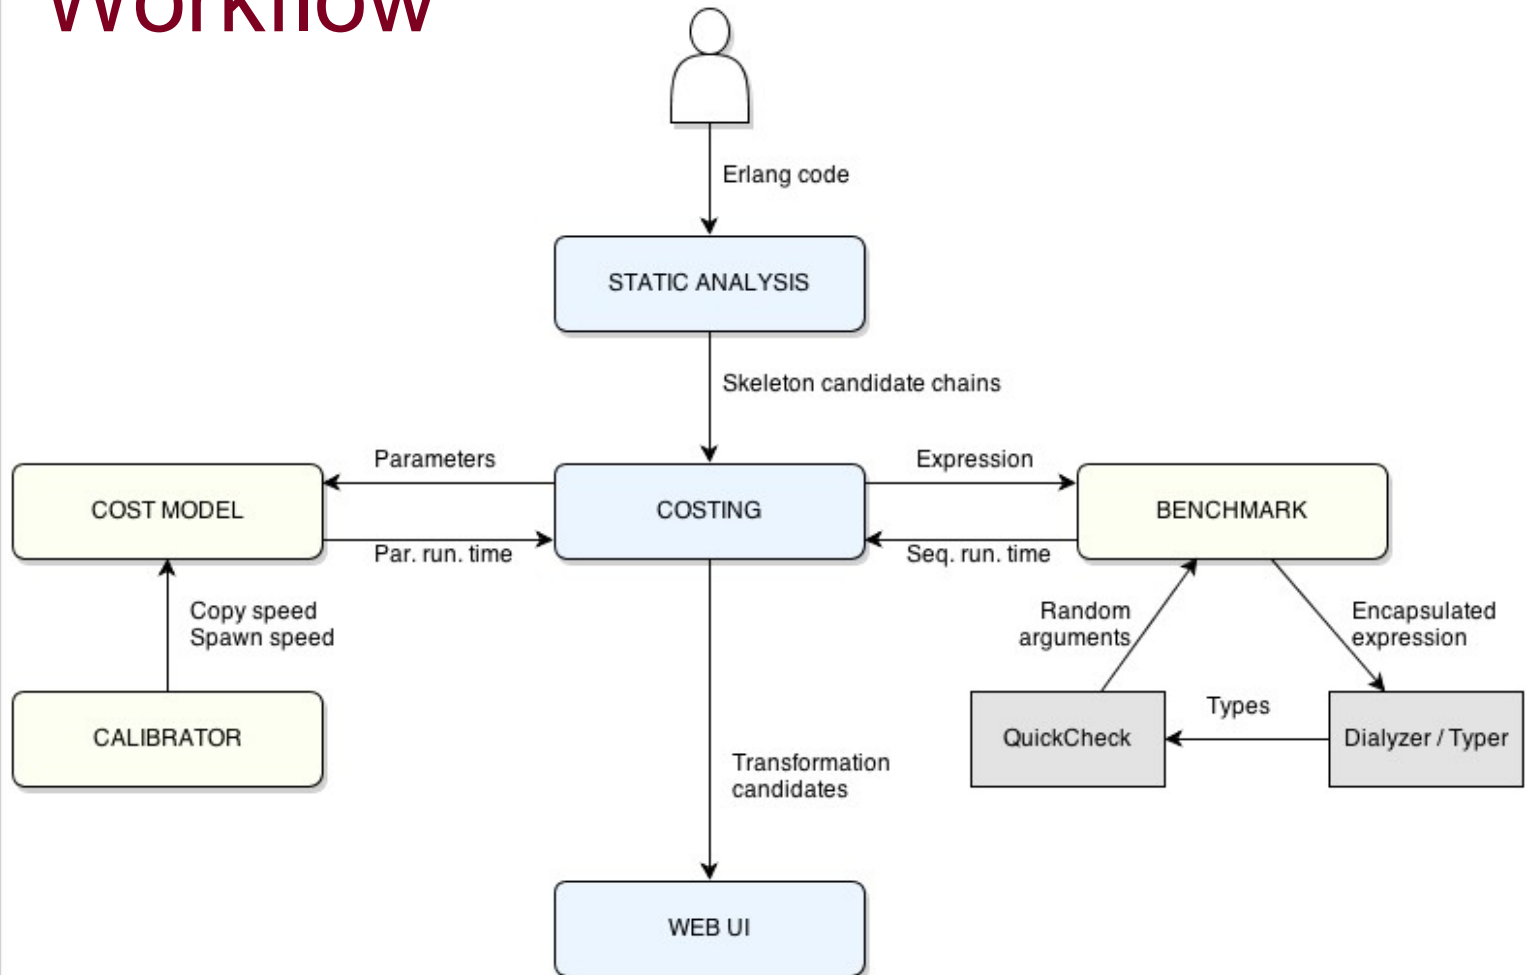 Workflow
Erlang code
STATIC ANALYSIS
Skeleton candidate chains
Parameters
Expression
COST MODEL
COSTING
BENCHMARK
Par. run. time
Seq. run. time
Copy speed
Spawn speed
Random
arguments
Encapsulated
expression
Types
CALIBRATOR
QuickCheck
Dialyzer / Typer
Transformation
candidates
WEB UI